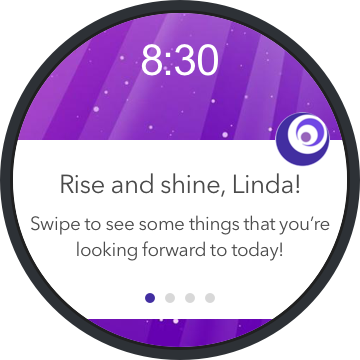 8:30
Rise and shine, Linda!
Swipe to see some things that you’re
looking forward to today!